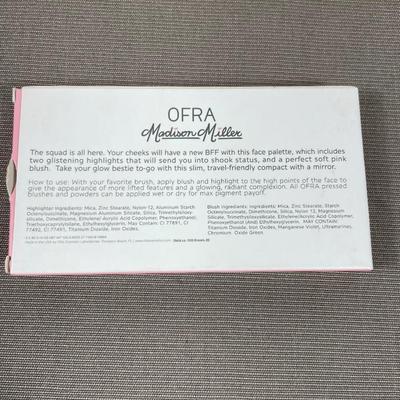 OFRA
Madison Miller
The squad is all here. Your cheeks will have a new BFF with this face palette, which includes
two glistening highlights that will send you into shook status, and a perfect soft pink
blush. Take your glow bestie to-go with this slim, travel-friendly compact with a mirror.
How to use: With your favorite brush, apply blush and highlight to the high points of the face to
give the appearance of more lifted features and a glowing, radiant complexion. All OFRA pressed
blushes and powders can be applied wet or dry for max pigment payoff.
Highlighter Ingredients: Mica, Zinc Stearate, Nylon-12, Aluminum Starch
Octenylsuccinate, Magnesium Aluminum Silicate, Silica, Trimethylsiloxy-
silicate, Dimethicone, Ethylene/ Acrylic Acid Copolymer, Phenoxyethanol,
Triethoxycaprylylsilane, Ethylhexylglycerin, May Contain: CI 77891, CI
77492, CI 77491, Titanium Dioxide, Iron Oxides.
Blush Ingredients: Mica, Zinc Stearate, Starch
Octenylsuccinate, Dimethicone, Silica, Nylon 12, Magnesium
Silicate, Trimethylsiloxysilicate, Ethylene/Acrylic Acid Copolymer,
Phenoxyethanol (And) Ethylhexylglycerin. MAY CONTAIN:
Titanium Dioxide, Iron Oxides, Manganese Violet, Ultramarines,
Chromium Oxide Green